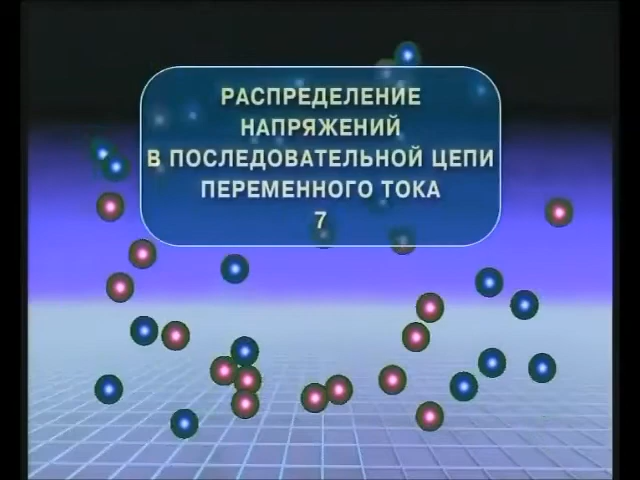 РАСПРЕДЕЛЕНИЕ
НАПРЯЖЕНИЙ
В ПОСЛЕДОВАТЕЛЬНОЙ ЦЕПИ
ПЕРЕМЕННОГО ТОКА
7